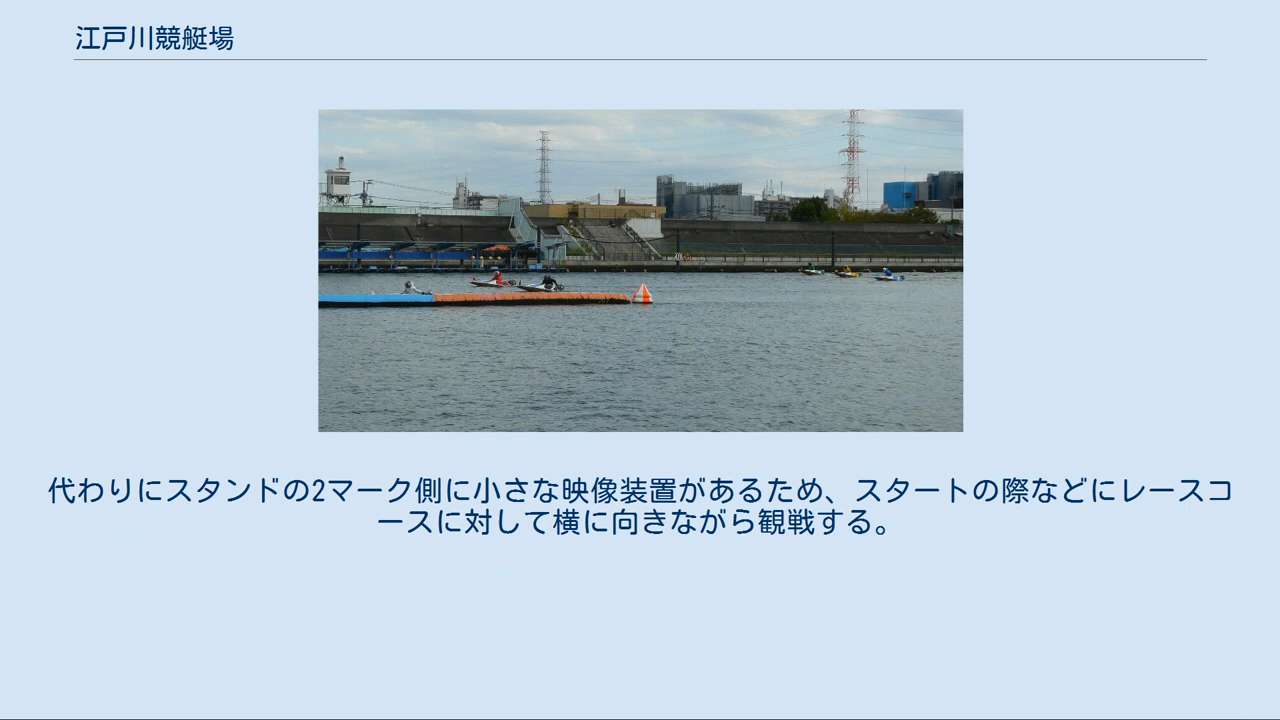 江戸川競艇場
代わりにスタンドの2マーク側に小さな映像装置があるため、スタートの際などにレースコ
ースに対して横に向きながら観戦する。